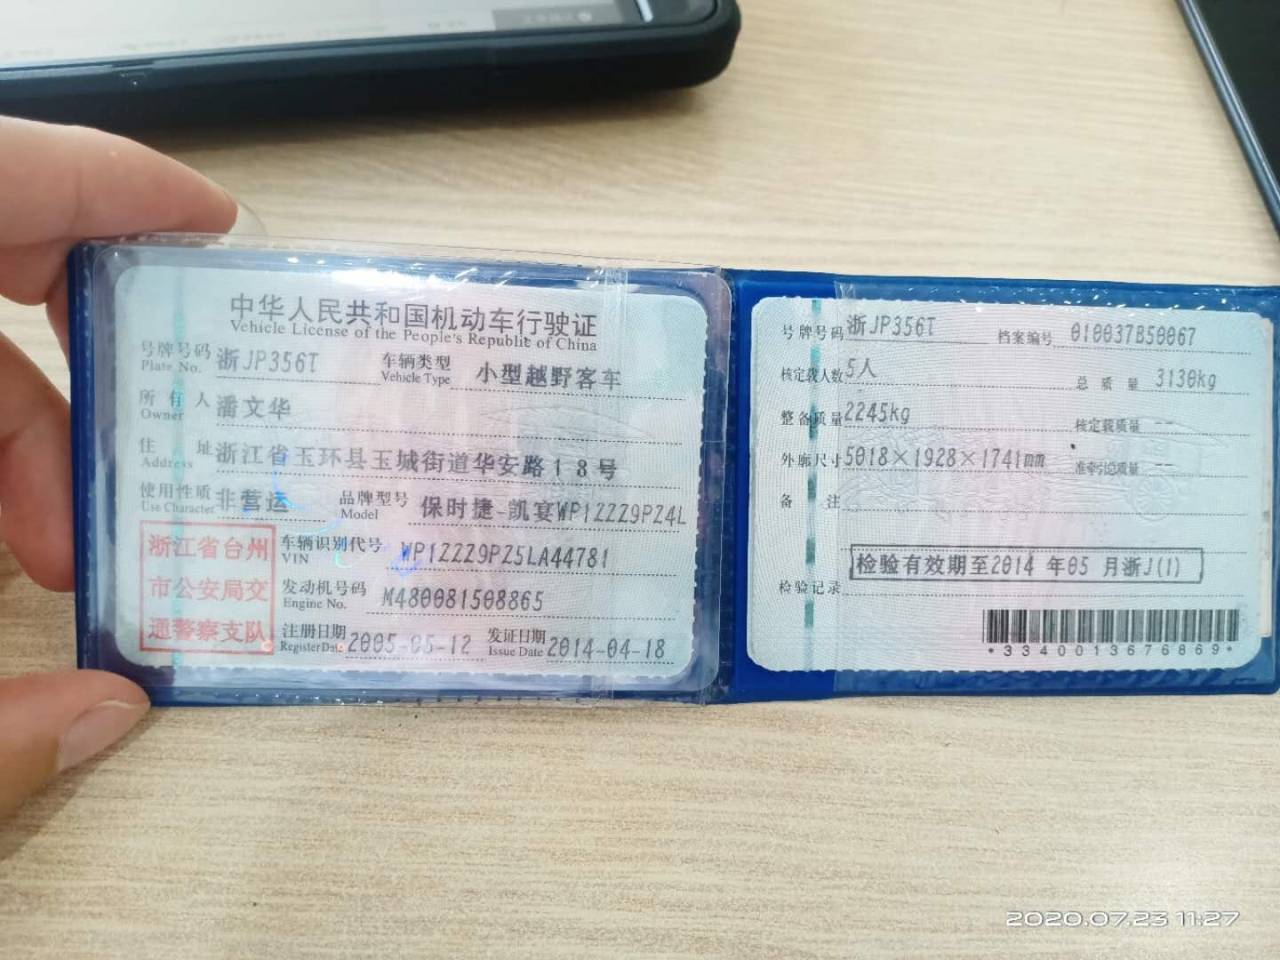 中华人民共和国机动车行驶证
Vehicle License of the People's Republic of China
号牌号码 浙JP356T 车辆类型 小型越野客车
Plate No. Vehicle Type
所有人 潘文华
Owner
住址 浙江省玉环县玉城街道华安路18号
Address
使用性质 非营运 品牌型号 保时捷-凯宴WP1ZZZ9PZ4L
Use Character Model
浙江省台州
市公安局交
通警察支队
车辆识别代号 WP1ZZZ9PZ5LA44781
VIN
发动机号码 M480081508865
Engine No.
注册日期 2005-05-12 发证日期 2014-04-18
Register Date Issue Date
号牌号码 浙JP356T 档案编号 010037850067
核定载人数 5人 总质量 3130kg
整备质量 2245kg 核定载质量 --
外廓尺寸 5018×1928×1741mm 准牵引总质量 --
备注
检验记录 检验有效期至2014 年05 月浙J(1)
*3340013676869*
2020.07.23 11:27